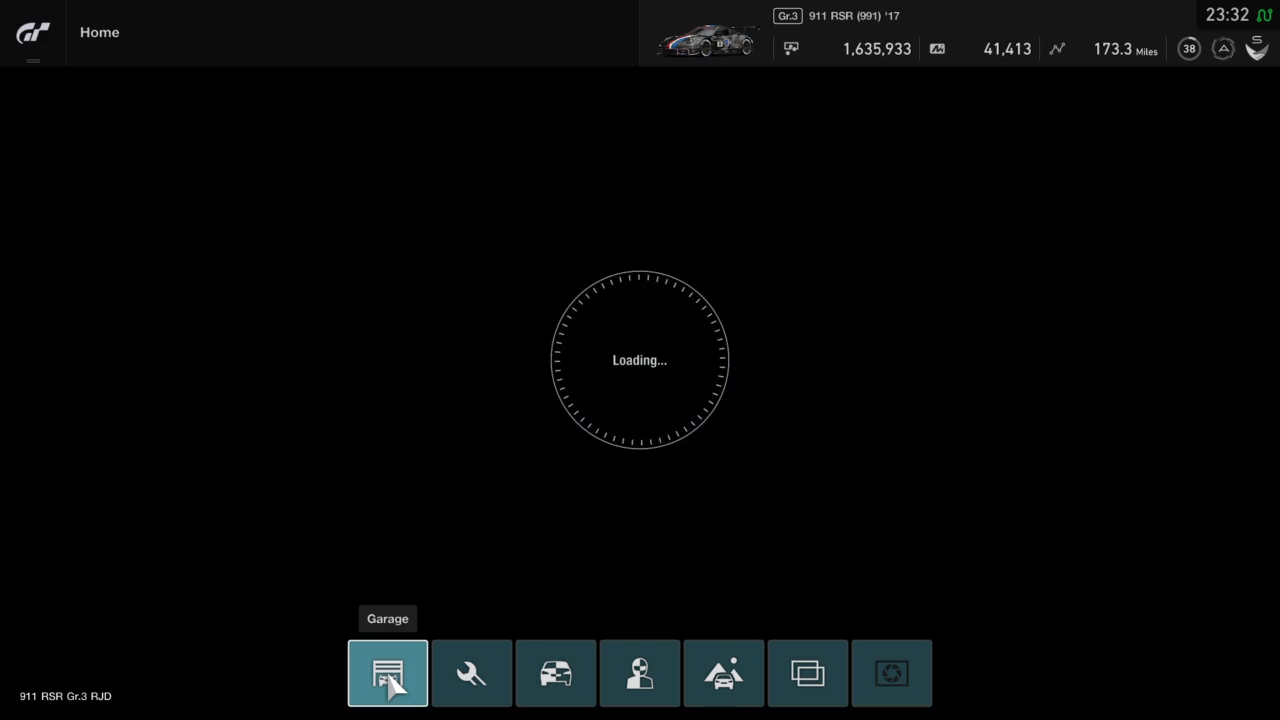 Home
Gr.3 911 RSR (991) '17
23:32
1,635,933 41,413 173.3 Miles 38 A S
Loading...
Garage
911 RSR Gr.3 RJD